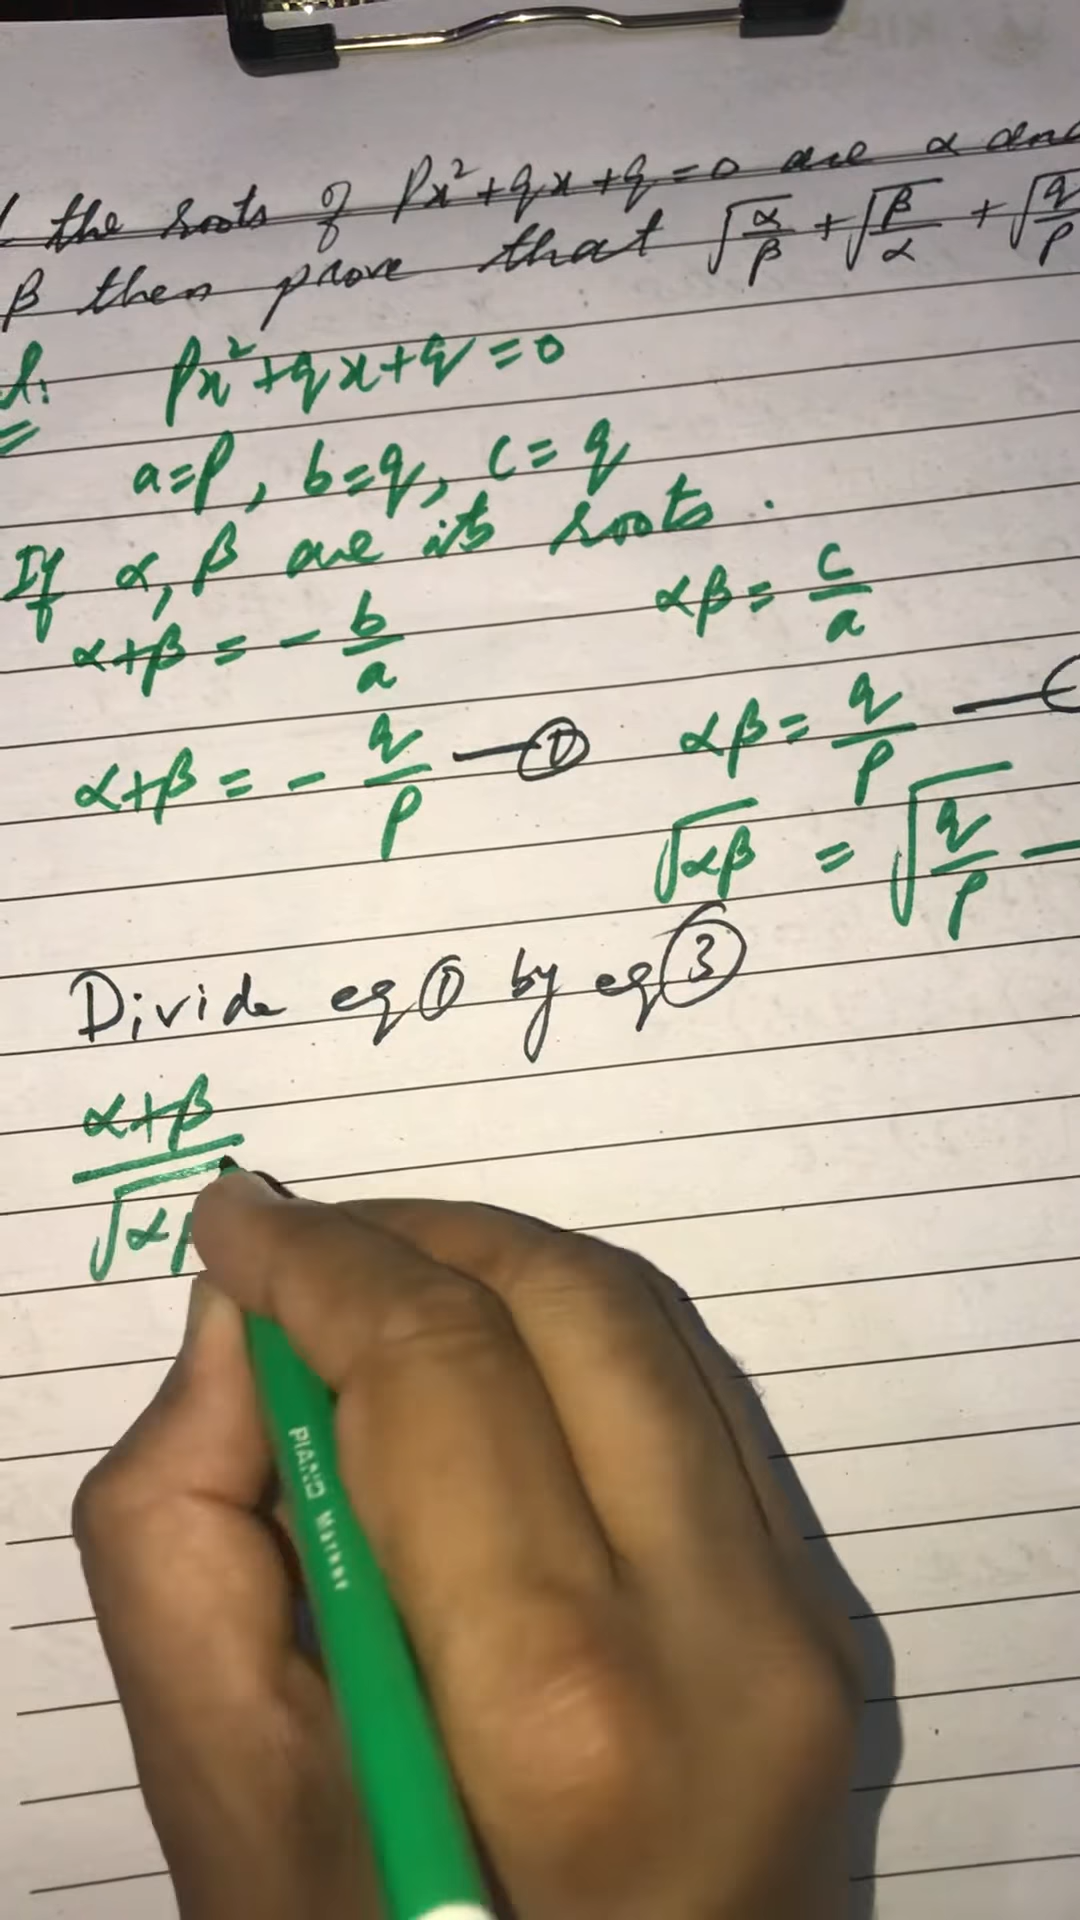 the roots of Px²+qx+q=0 are α and
β then prove that √(α/β) + √(β/α) + √(q/p)
Px²+qx+q=0
a=P, b=q, c=q
If α, β are its roots.
α+β = -b/a αβ = c/a
α+β = -q/p —① αβ = q/p —
√αβ = √(q/p) —
Divide eq① by eq③
α+β
√α
PIANO Marker